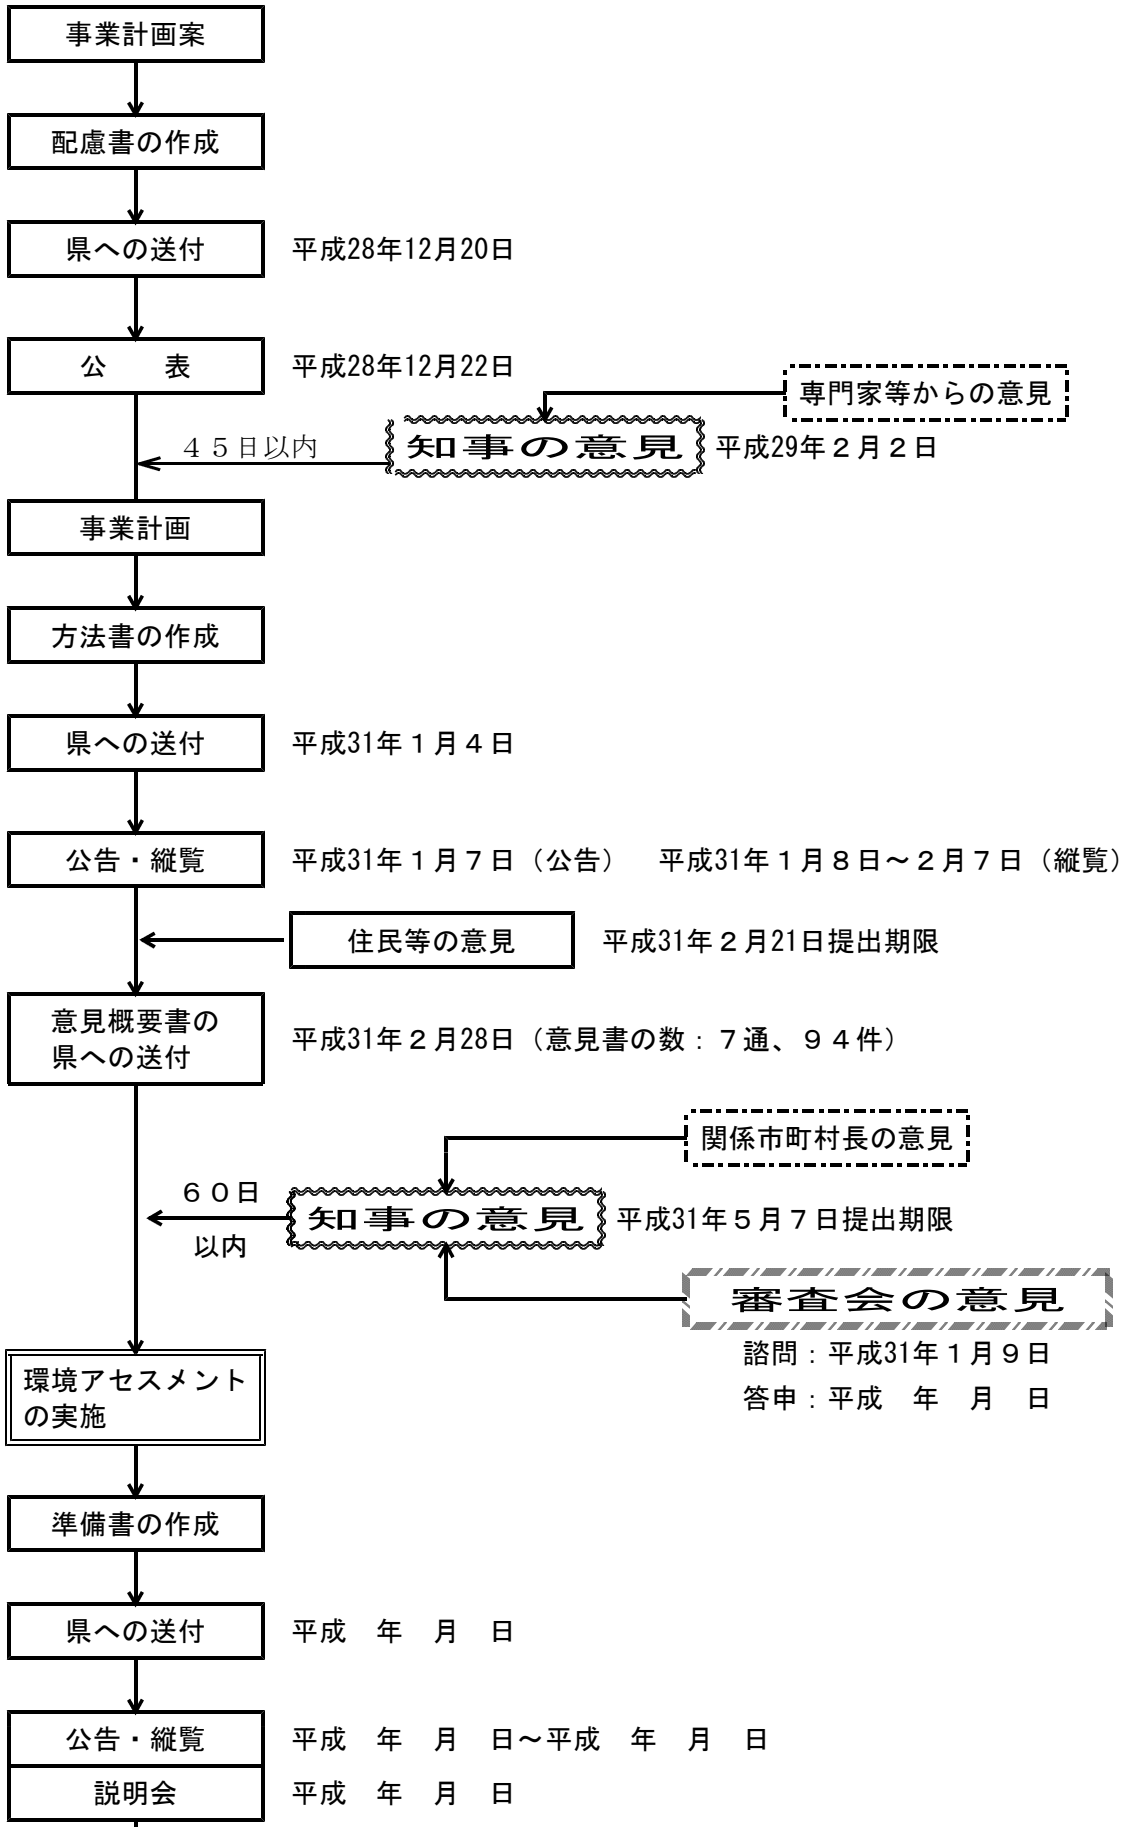 事業計画案
配慮書の作成
県への送付　平成28年12月20日
公　　表　平成28年12月22日
専門家等からの意見
４５日以内　知事の意見　平成29年２月２日
事業計画
方法書の作成
県への送付　平成31年１月４日
公告・縦覧　平成31年１月７日（公告）　平成31年１月８日～２月７日（縦覧）
住民等の意見　平成31年２月21日提出期限
意見概要書の
県への送付　平成31年２月28日（意見書の数：７通、９４件）
関係市町村長の意見
６０日
以内
知事の意見　平成31年５月７日提出期限
審査会の意見
諮問：平成31年１月９日
答申：平成　年　月　日
環境アセスメント
の実施
準備書の作成
県への送付　平成　年　月　日
公告・縦覧　平成　年　月　日～平成　年　月　日
説明会　平成　年　月　日